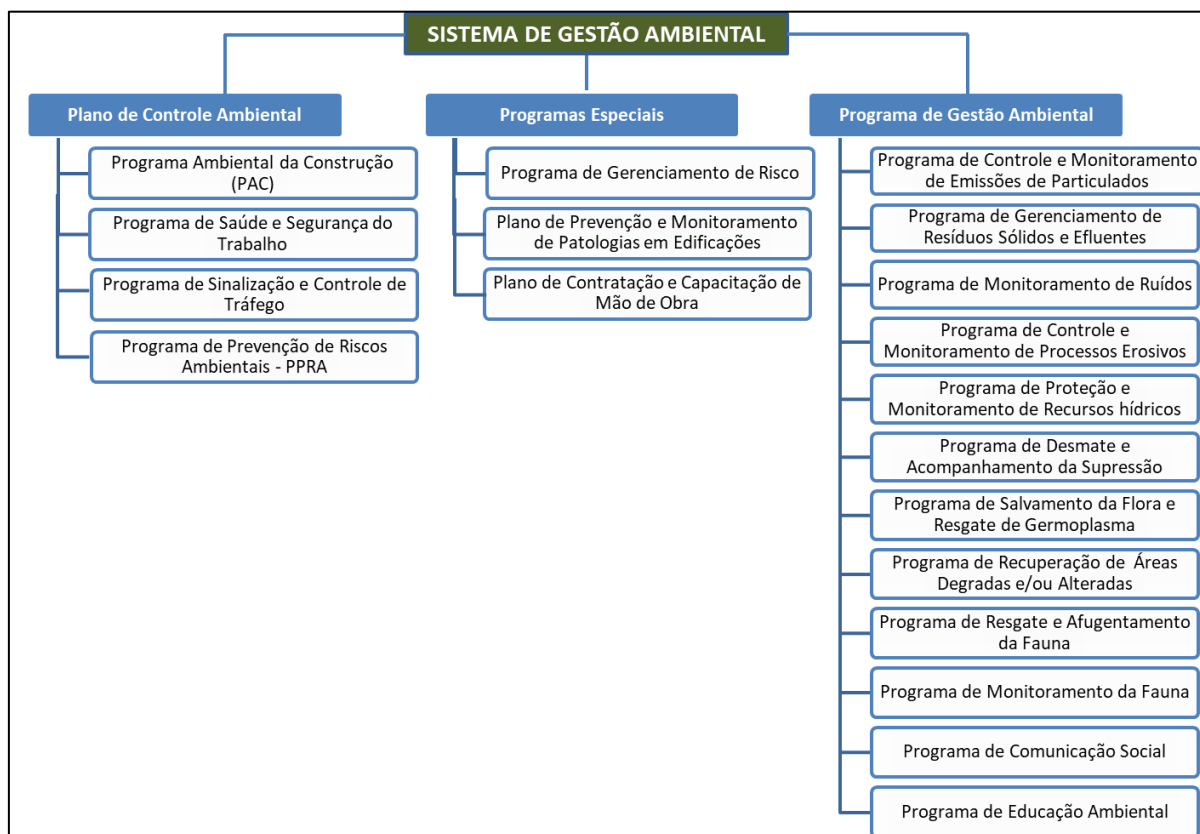 SISTEMA DE GESTÃO AMBIENTAL
Plano de Controle Ambiental
Programa Ambiental da Construção
(PAC)
Programa de Saúde e Segurança do
Trabalho
Programa de Sinalização e Controle de
Tráfego
Programa de Prevenção de Riscos
Ambientais - PPRA
Programas Especiais
Programa de Gerenciamento de Risco
Plano de Prevenção e Monitoramento
de Patologias em Edificações
Plano de Contratação e Capacitação de
Mão de Obra
Programa de Gestão Ambiental
Programa de Controle e Monitoramento
de Emissões de Particulados
Programa de Gerenciamento de
Resíduos Sólidos e Efluentes
Programa de Monitoramento de Ruídos
Programa de Controle e
Monitoramento de Processos Erosivos
Programa de Proteção e
Monitoramento de Recursos hídricos
Programa de Desmate e
Acompanhamento da Supressão
Programa de Salvamento da Flora e
Resgate de Germoplasma
Programa de Recuperação de Áreas
Degradas e/ou Alteradas
Programa de Resgate e Afugentamento
da Fauna
Programa de Monitoramento da Fauna
Programa de Comunicação Social
Programa de Educação Ambiental